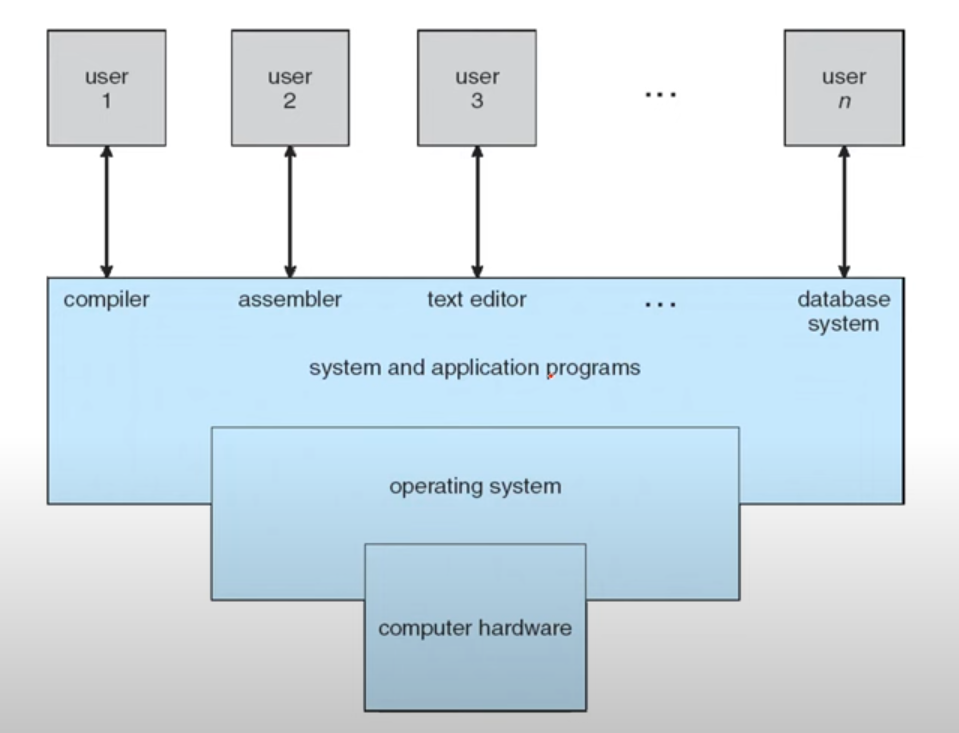 user
1
user
2
user
3
...
user
n
compiler
assembler
text editor
...
database
system
system and application programs
operating system
computer hardware